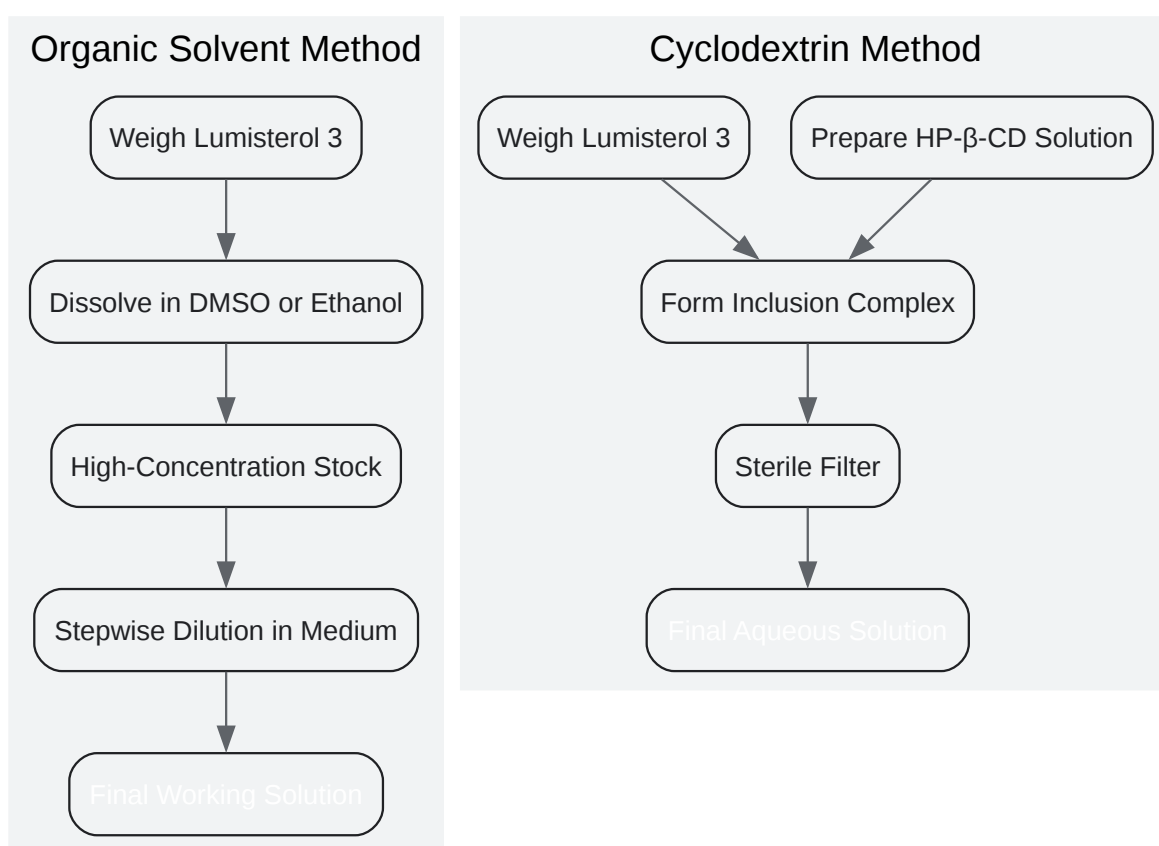 Organic Solvent Method
Weigh Lumisterol 3
Dissolve in DMSO or Ethanol
High-Concentration Stock
Stepwise Dilution in Medium
Final Working Solution
Cyclodextrin Method
Weigh Lumisterol 3
Prepare HP-β-CD Solution
Form Inclusion Complex
Sterile Filter
Final Aqueous Solution